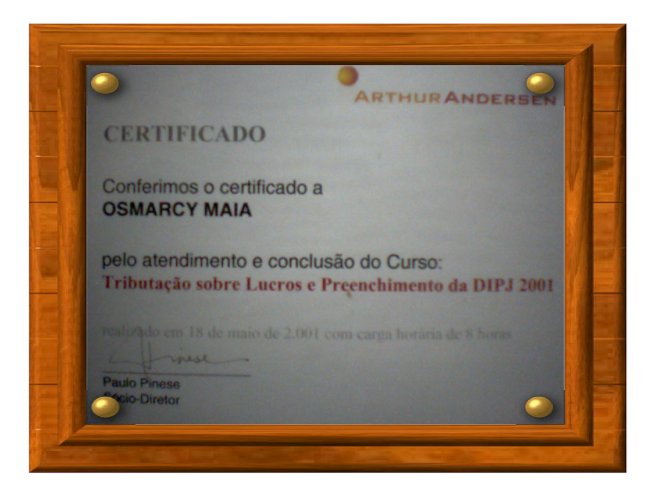 ARTHUR ANDERSEN
CERTIFICADO
Conferimos o certificado a
OSMARCY MAIA
pelo atendimento e conclusão do Curso:
Tributação sobre Lucros e Preenchimento da DIPJ 2001
realizado em 18 de maio de 2.001 com carga horária de 8 horas
Pinese
Paulo Pinese
Sócio-Diretor